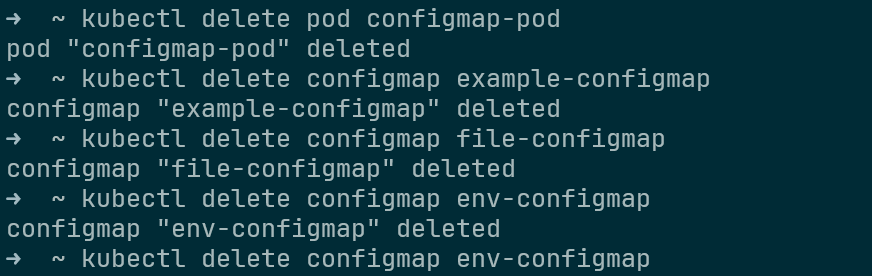 ➜  ~ kubectl delete pod configmap-pod
pod "configmap-pod" deleted
➜  ~ kubectl delete configmap example-configmap
configmap "example-configmap" deleted
➜  ~ kubectl delete configmap file-configmap
configmap "file-configmap" deleted
➜  ~ kubectl delete configmap env-configmap
configmap "env-configmap" deleted
➜  ~ kubectl delete configmap env-configmap